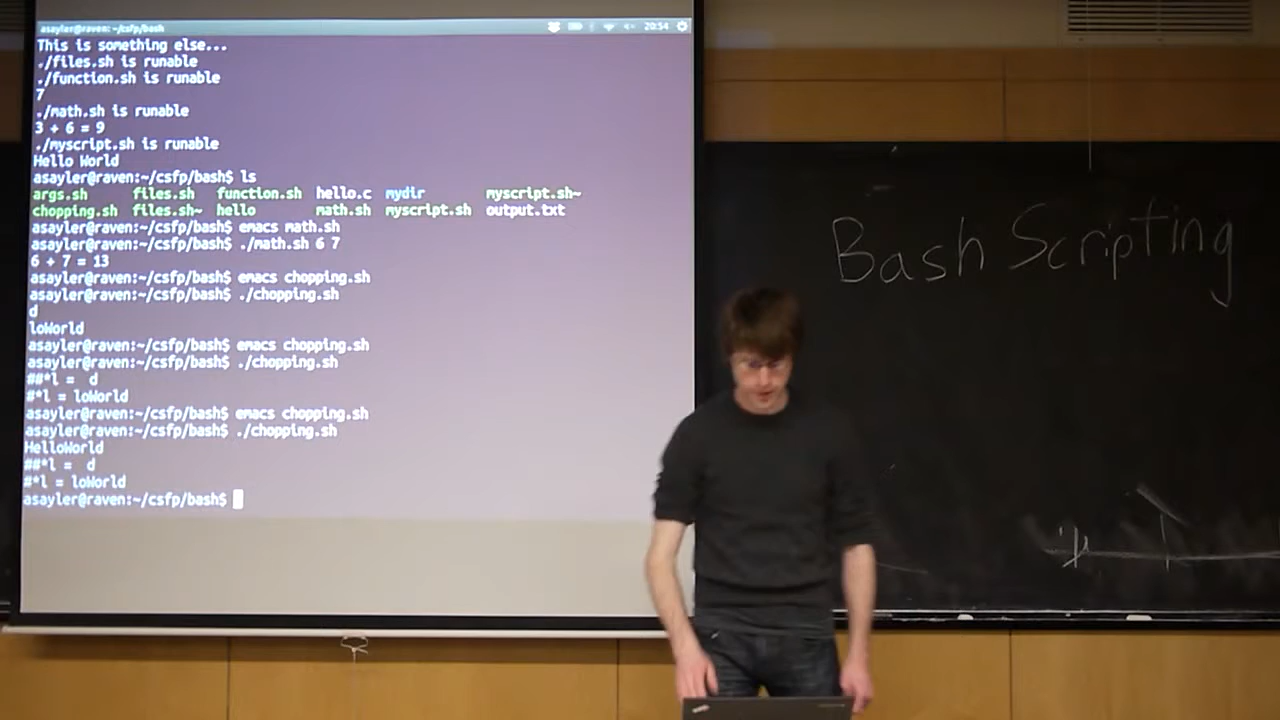 asayler@raven: ~/csfp/bash
20:54
This is something else...
./files.sh is runable
./function.sh is runable
7
./math.sh is runable
3 + 6 = 9
./myscript.sh is runable
Hello World
asayler@raven:~/csfp/bash$ ls
args.sh files.sh function.sh hello.c mydir myscript.sh~
chopping.sh files.sh~ hello math.sh myscript.sh output.txt
asayler@raven:~/csfp/bash$ emacs math.sh
asayler@raven:~/csfp/bash$ ./math.sh 6 7
6 + 7 = 13
asayler@raven:~/csfp/bash$ emacs chopping.sh
asayler@raven:~/csfp/bash$ ./chopping.sh
d
loWorld
asayler@raven:~/csfp/bash$ emacs chopping.sh
asayler@raven:~/csfp/bash$ ./chopping.sh
##*l =  d
#*l = loWorld
asayler@raven:~/csfp/bash$ emacs chopping.sh
asayler@raven:~/csfp/bash$ ./chopping.sh
HelloWorld
##*l =  d
#*l = loWorld
asayler@raven:~/csfp/bash$
Bash Scripting